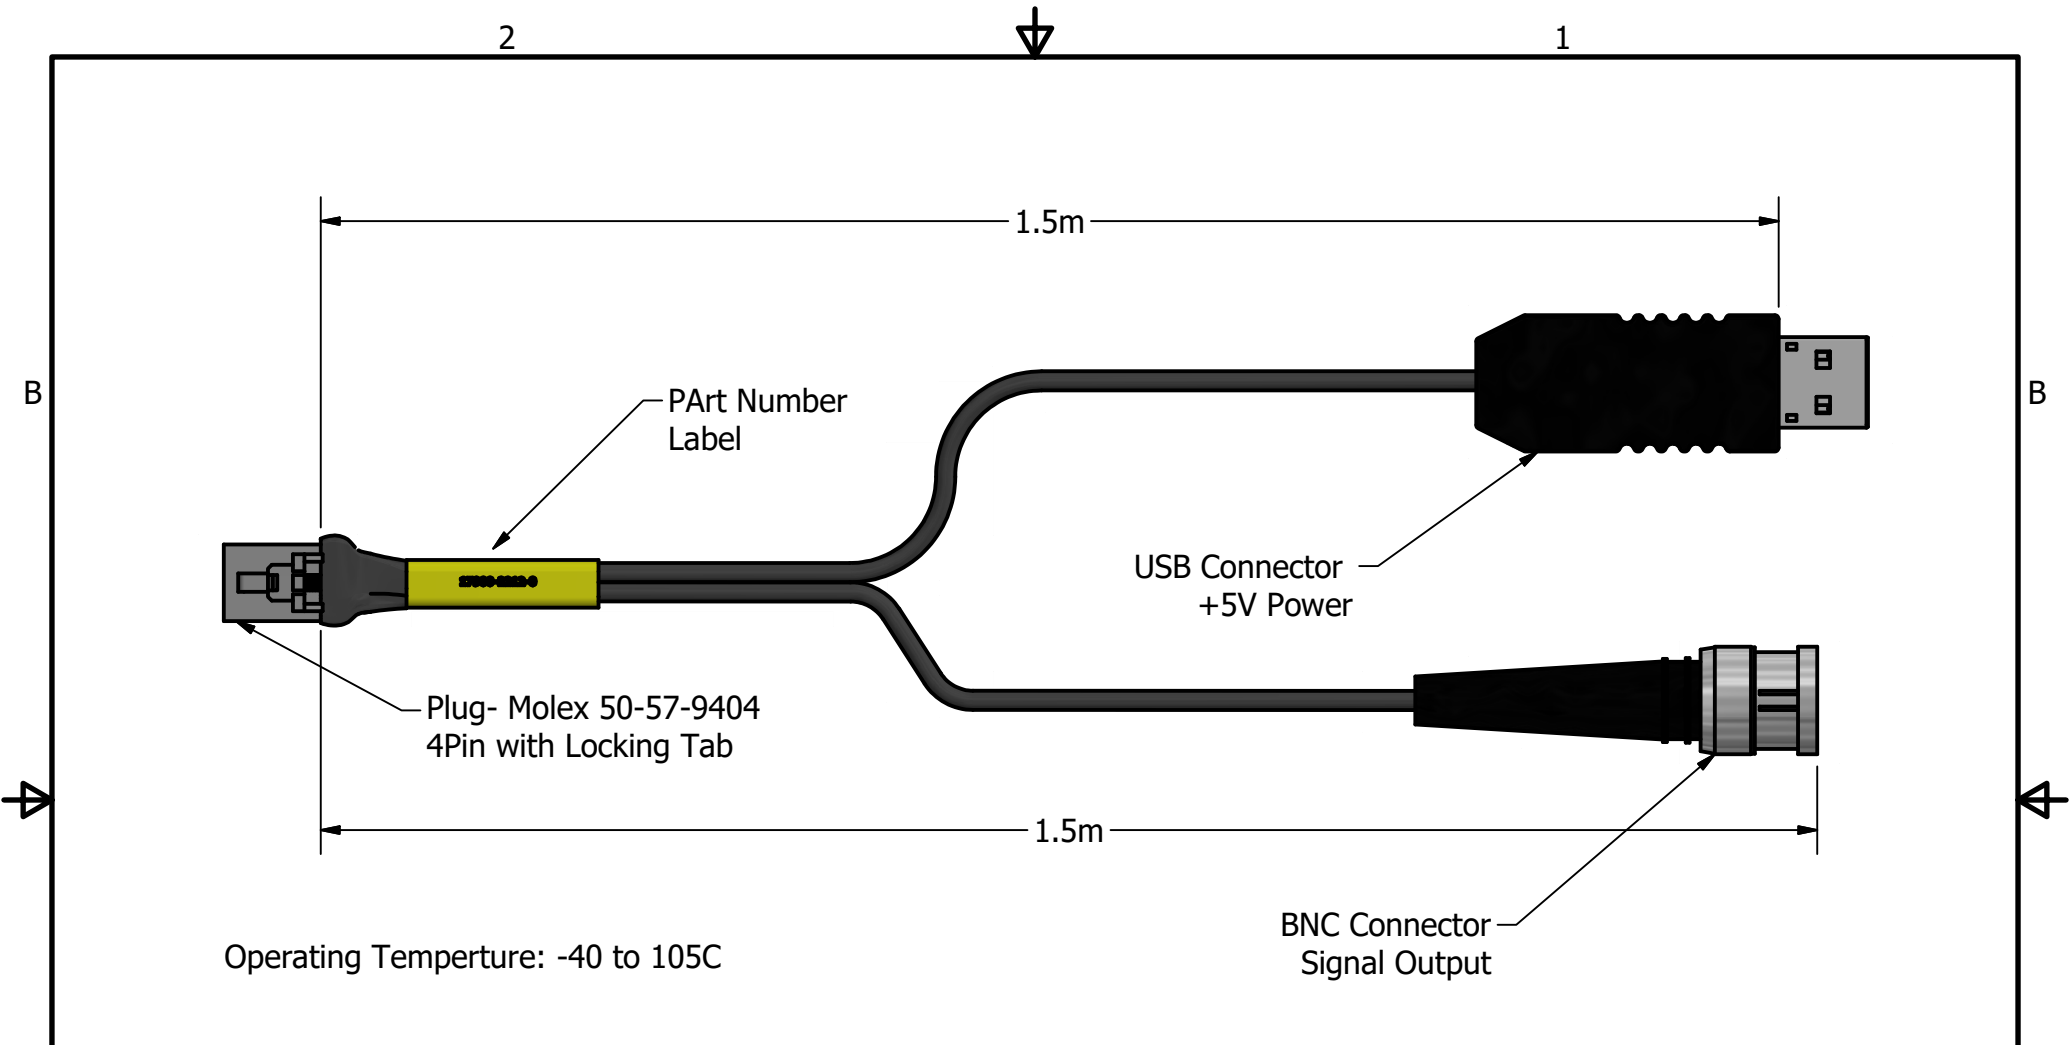 2
1
1.5m
B
B
PArt Number
Label
USB Connector
+5V Power
Plug- Molex 50-57-9404
4Pin with Locking Tab
1.5m
BNC Connector
Signal Output
Operating Temperture: -40 to 105C